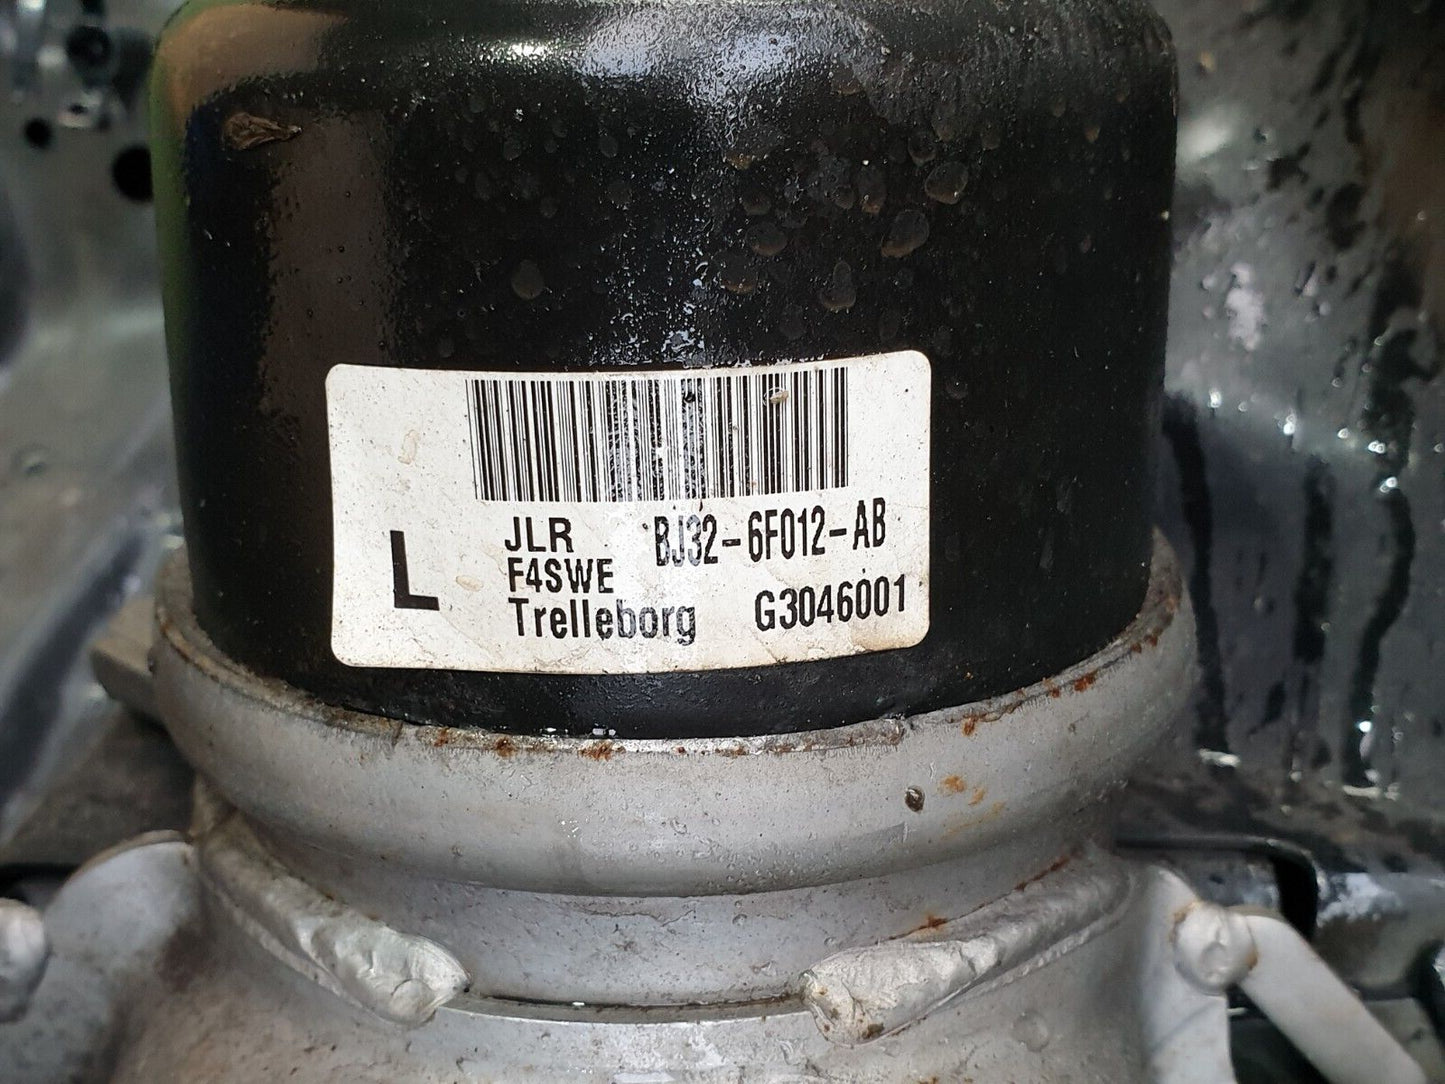 L
JLR BJ32-6F012-AB
F4SWE
Trelleborg G3046001